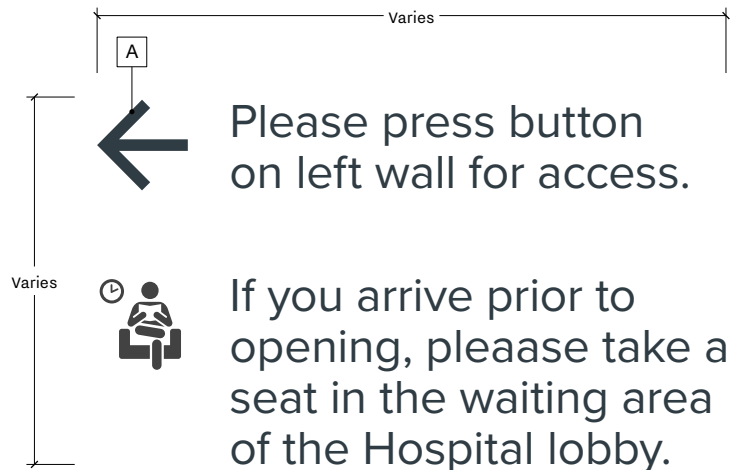 Varies
A
Please press button
on left wall for access.
Varies
If you arrive prior to
opening, pleaase take a
seat in the waiting area
of the Hospital lobby.